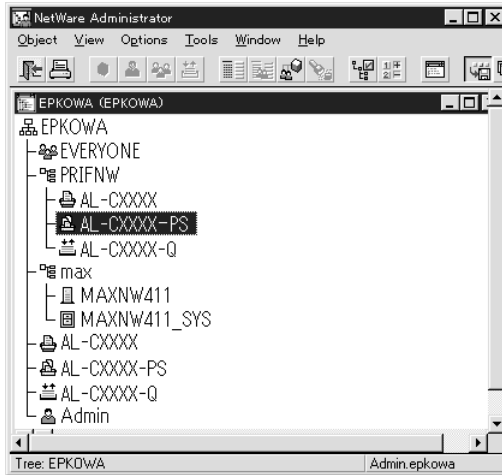 NetWare Administrator
Object View Options Tools Window Help
EPKOWA (EPKOWA)
EPKOWA
EVERYONE
PRIFNW
AL-CXXXX
AL-CXXXX-PS
AL-CXXXX-Q
max
MAXNW411
MAXNW411_SYS
AL-CXXXX
AL-CXXXX-PS
AL-CXXXX-Q
Admin
Tree: EPKOWA Admin.epkowa